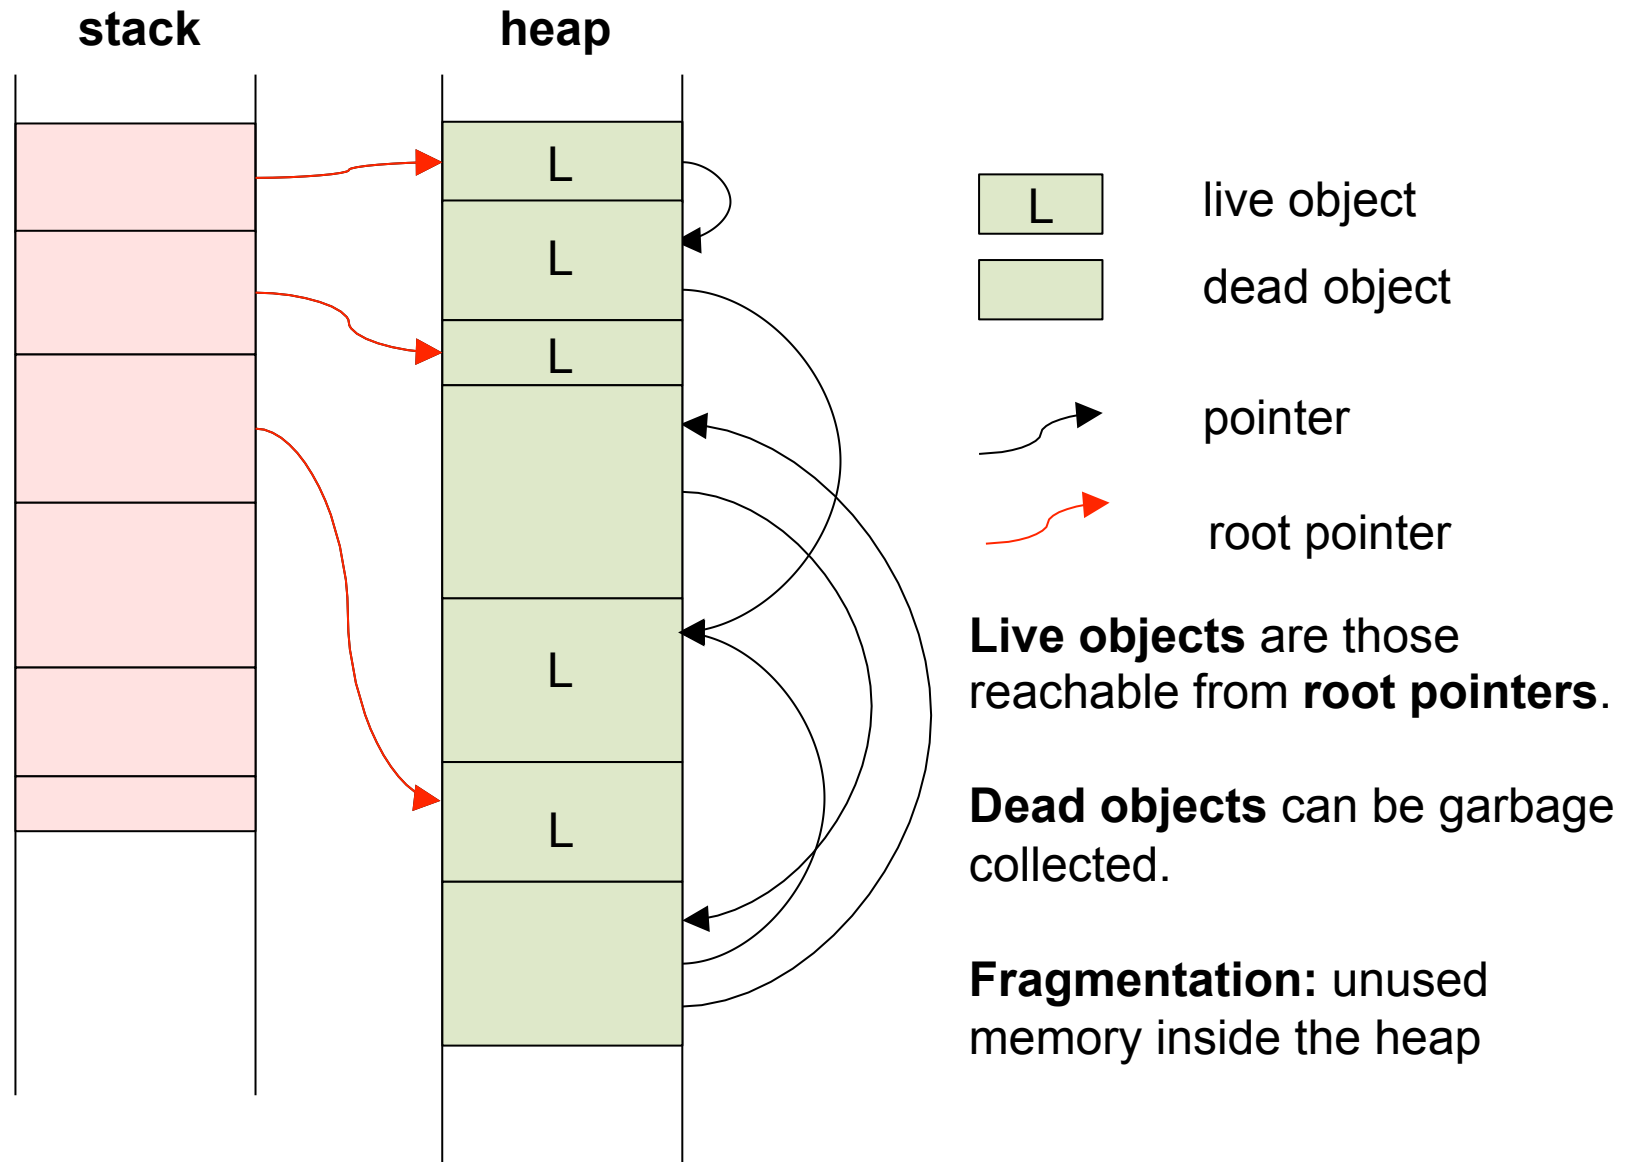 stack
heap
L
L
L
L
L
L
live object
dead object
pointer
root pointer
Live objects are those
reachable from root pointers.
Dead objects can be garbage
collected.
Fragmentation: unused
memory inside the heap